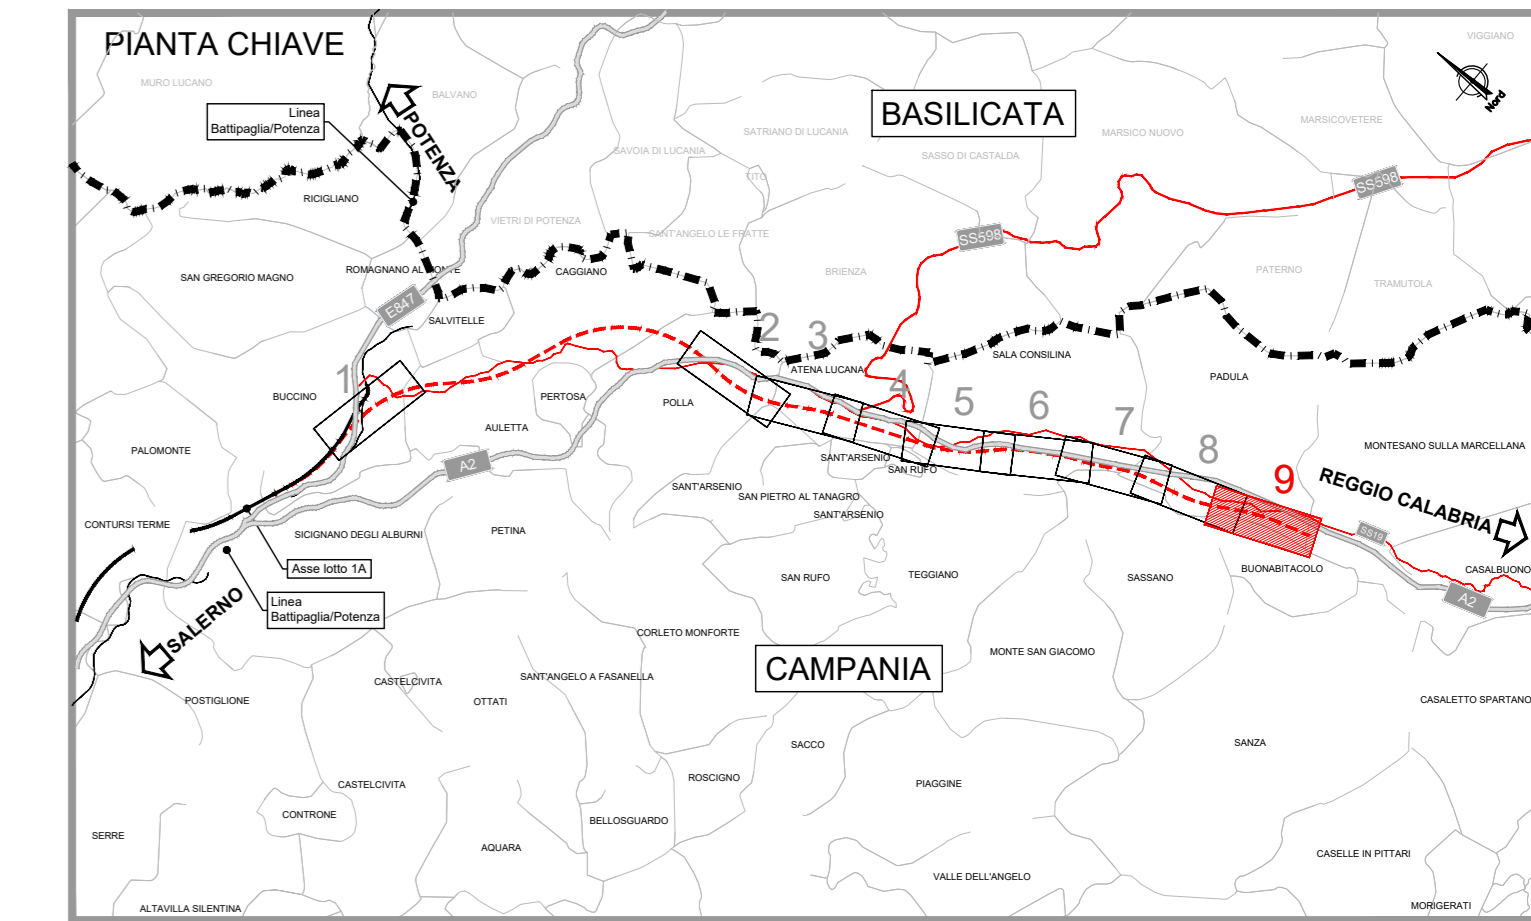 PIANTA CHIAVE
VIGGIANO
MURO LUCANO
BALVANO
Linea
Battipaglia/Potenza
POTENZA
BASILICATA
Nord
SATRIANO DI LUCANIA
MARSICO NUOVO
MARSICOVETERE
SAVOIA DI LUCANIA
SASSO DI CASTALDA
TITO
SS598
RICIGLIANO
VIETRI DI POTENZA
SANT'ANGELO LE FRATTE
SS598
SAN GREGORIO MAGNO
ROMAGNANO AL MONTE
CAGGIANO
BRIENZA
PATERNO
TRAMUTOLA
E847
SALVITELLE
2
3
SALA CONSILINA
ATENA LUCANA
PADULA
1
BUCCINO
PERTOSA
POLLA
4
5
6
7
AULETTA
8
MONTESANO SULLA MARCELLANA
PALOMONTE
A2
SANT'ARSENIO
SAN RUFO
9
REGGIO CALABRIA
SANT'ARSENIO
SAN PIETRO AL TANAGRO
SANT'ARSENIO
CONTURSI TERME
SICIGNANO DEGLI ALBURNI
PETINA
SS19
Asse lotto 1A
SAN RUFO
TEGGIANO
SASSANO
BUONABITACOLO
CASALBUONO
A2
Linea
Battipaglia/Potenza
SALERNO
CORLETO MONFORTE
MONTE SAN GIACOMO
CAMPANIA
CASTELCIVITA
SANT'ANGELO A FASANELLA
POSTIGLIONE
OTTATI
CASALETTO SPARTANO
SACCO
SANZA
ROSCIGNO
PIAGGINE
CASTELCIVITA
CONTRONE
BELLOSGUARDO
SERRE
AQUARA
CASELLE IN PITTARI
VALLE DELL'ANGELO
ALTAVILLA SILENTINA
MORIGERATI